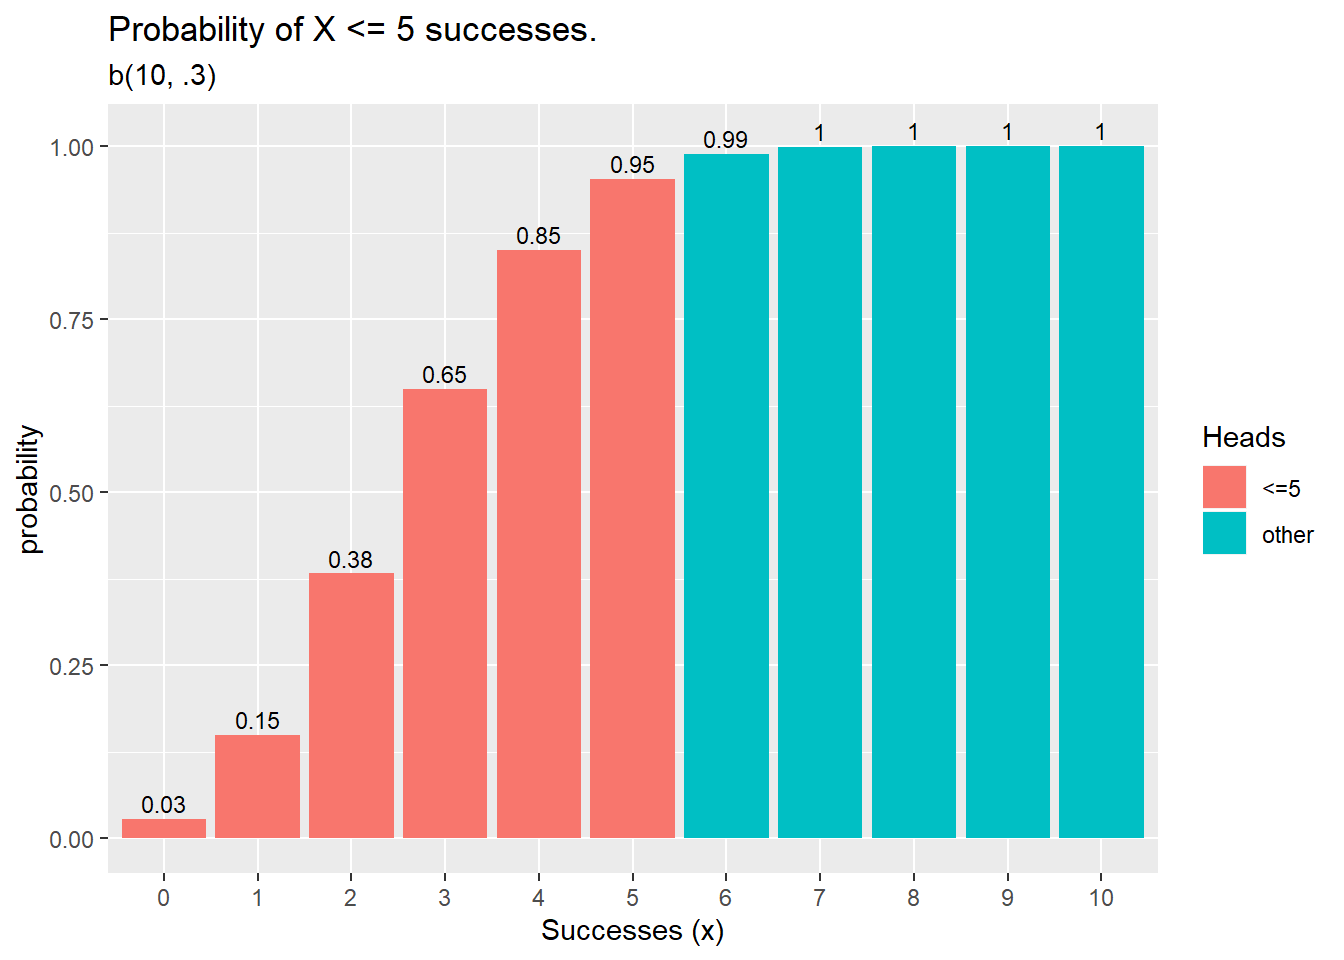 Probability of X <= 5 successes.
b(10, .3)
probability
1.00
0.75
0.50
0.25
0.00
0.03
0.15
0.38
0.65
0.85
0.95
0.99
1
1
1
1
0 1 2 3 4 5 6 7 8 9 10
Successes (x)
Heads
<=5
other